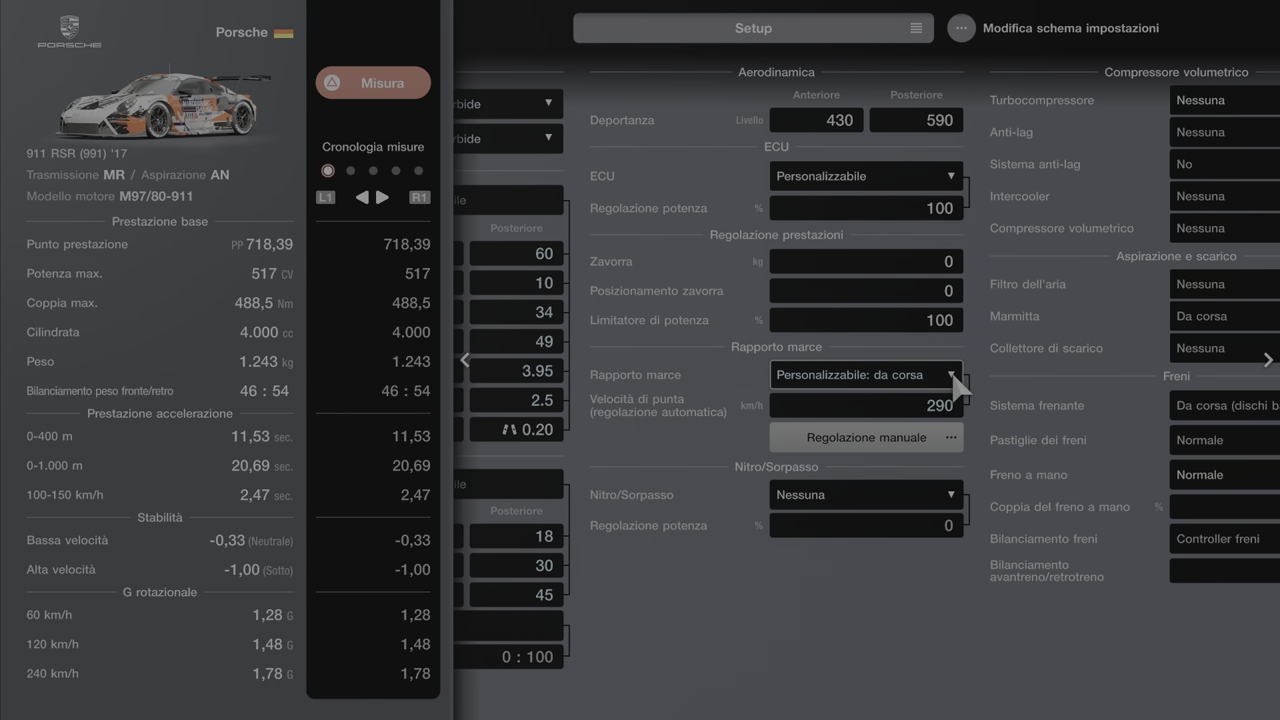 PORSCHE
Porsche
911 RSR (991) '17
Trasmissione MR / Aspirazione AN
Modello motore M97/80-911
Prestazione base
Punto prestazione PP 718,39
Potenza max. 517 CV
Coppia max. 488,5 Nm
Cilindrata 4.000 cc
Peso 1.243 kg
Bilanciamento peso fronte/retro 46 : 54
Prestazione accelerazione
0-400 m 11,53 sec.
0-1.000 m 20,69 sec.
100-150 km/h 2,47 sec.
Stabilità
Bassa velocità -0,33 (Neutrale)
Alta velocità -1,00 (Sotto)
G rotazionale
60 km/h 1,28 G
120 km/h 1,48 G
240 km/h 1,78 G
Misura
Cronologia misure
L1 R1
718,39
517
488,5
4.000
1.243
46 : 54
11,53
20,69
2,47
-0,33
-1,00
1,28
1,48
1,78
Setup
Modifica schema impostazioni
rbide
rbide
ile
Posteriore
60
10
34
49
3.95
2.5
0.20
ile
Posteriore
18
30
45
0 : 100
Aerodinamica
Anteriore Posteriore
Deportanza Livello 430 590
ECU
ECU Personalizzabile
Regolazione potenza % 100
Regolazione prestazioni
Zavorra kg 0
Posizionamento zavorra 0
Limitatore di potenza % 100
Rapporto marce
Rapporto marce Personalizzabile: da corsa
Velocità di punta
(regolazione automatica) km/h 290
Regolazione manuale ...
Nitro/Sorpasso
Nitro/Sorpasso Nessuna
Regolazione potenza % 0
Compressore volumetrico
Turbocompressore Nessuna
Anti-lag Nessuna
Sistema anti-lag No
Intercooler Nessuna
Compressore volumetrico Nessuna
Aspirazione e scarico
Filtro dell'aria Nessuna
Marmitta Da corsa
Collettore di scarico Nessuna
Freni
Sistema frenante Da corsa (dischi b
Pastiglie dei freni Normale
Freno a mano Normale
Coppia del freno a mano %
Bilanciamento freni Controller freni
Bilanciamento
avantreno/retrotreno